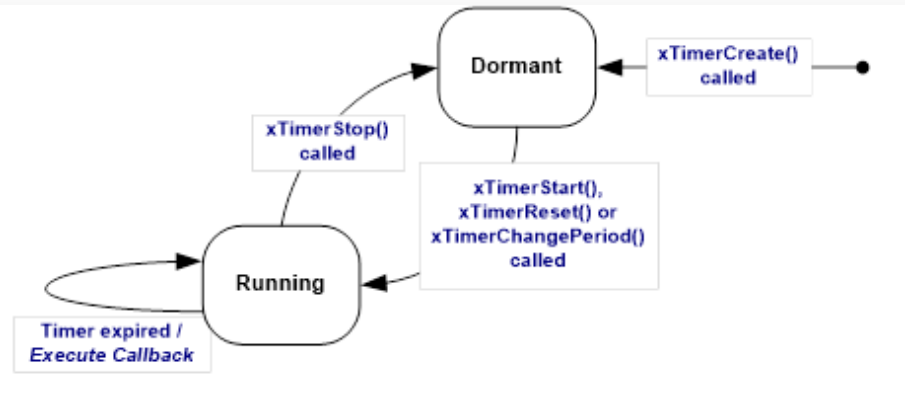 Dormant
xTimerCreate()
called
xTimerStop()
called
xTimerStart(),
xTimerReset() or
xTimerChangePeriod()
called
Running
Timer expired /
Execute Callback